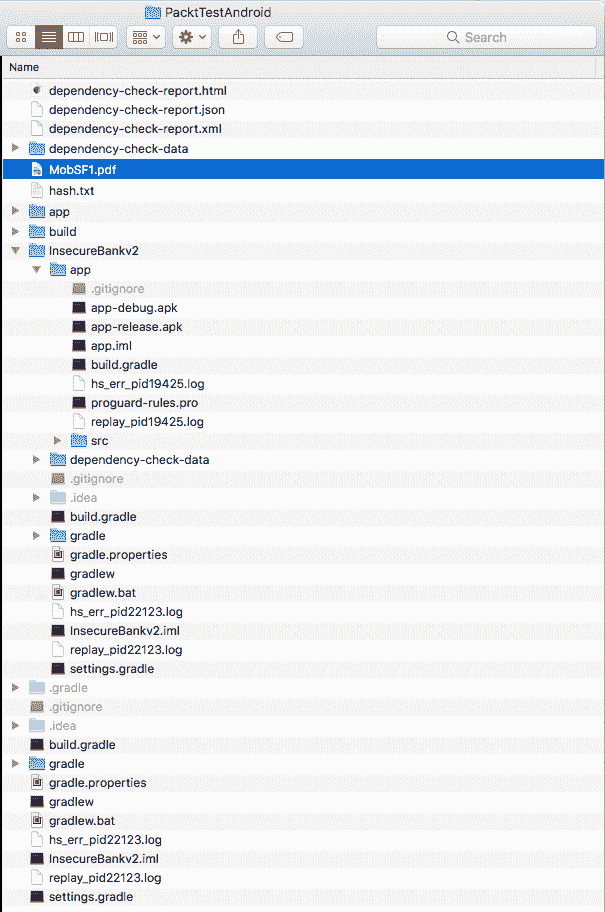 PacktTestAndroid
Search
Name
dependency-check-report.html
dependency-check-report.json
dependency-check-report.xml
dependency-check-data
MobSF1.pdf
hash.txt
app
build
InsecureBankv2
app
.gitignore
app-debug.apk
app-release.apk
app.iml
build.gradle
hs_err_pid19425.log
proguard-rules.pro
replay_pid19425.log
src
dependency-check-data
.gitignore
.idea
build.gradle
gradle
gradle.properties
gradlew
gradlew.bat
hs_err_pid22123.log
InsecureBankv2.iml
replay_pid22123.log
settings.gradle
.gradle
.gitignore
.idea
build.gradle
gradle
gradle.properties
gradlew
gradlew.bat
hs_err_pid22123.log
InsecureBankv2.iml
replay_pid22123.log
settings.gradle